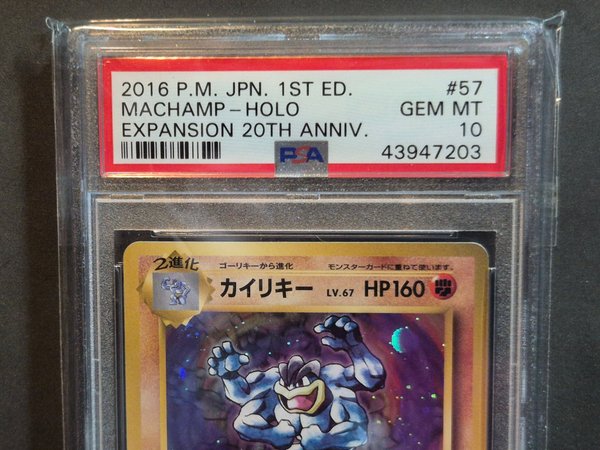 2016 P.M. JPN. 1ST ED. #57
MACHAMP-HOLO GEM MT
EXPANSION 20TH ANNIV. 10
PSA 43947203
2進化 ゴーリキーから進化 モンスターカードに重ねて使います。
カイリキー LV.67 HP160